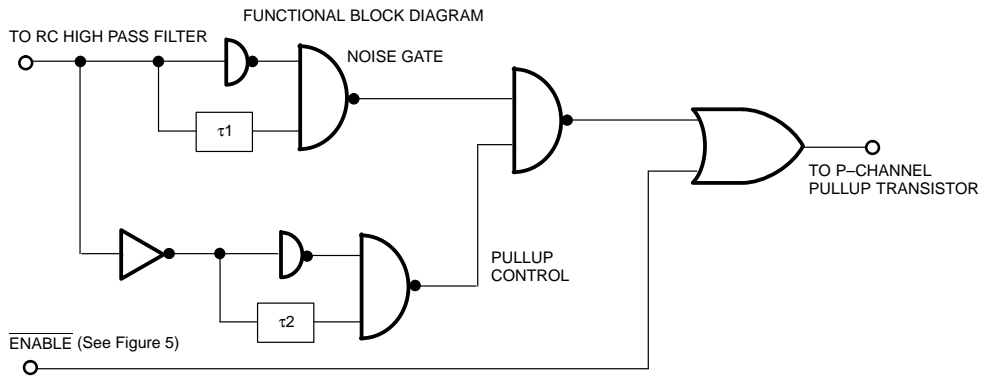 FUNCTIONAL BLOCK DIAGRAM
TO RC HIGH PASS FILTER
NOISE GATE
τ1
TO P–CHANNEL
PULLUP TRANSISTOR
PULLUP
CONTROL
τ2
ENABLE (See Figure 5)